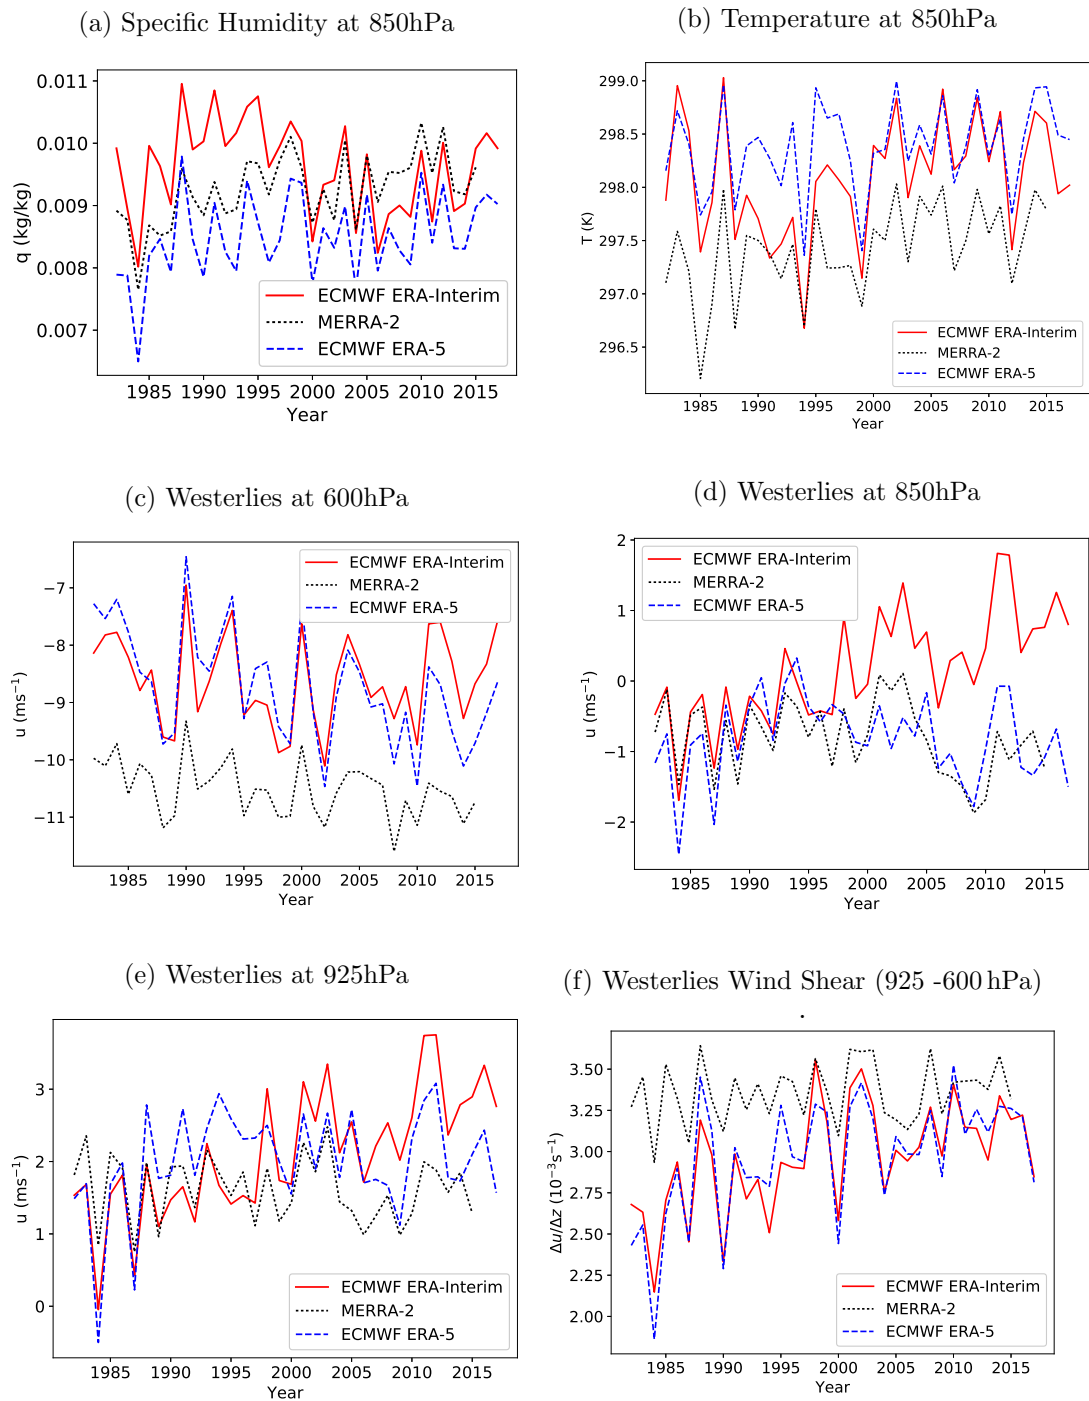 (a) Specific Humidity at 850hPa
0.011
0.010
0.009
0.008
0.007
q (kg/kg)
ECMWF ERA-Interim
MERRA-2
ECMWF ERA-5
1985 1990 1995 2000 2005 2010 2015
Year
(b) Temperature at 850hPa
299.0
298.5
298.0
297.5
297.0
296.5
T (K)
ECMWF ERA-Interim
MERRA-2
ECMWF ERA-5
1985 1990 1995 2000 2005 2010 2015
Year
(c) Westerlies at 600hPa
−7
−8
−9
−10
−11
u (ms⁻¹)
ECMWF ERA-Interim
MERRA-2
ECMWF ERA-5
1985 1990 1995 2000 2005 2010 2015
Year
(d) Westerlies at 850hPa
2
1
0
−1
−2
u (ms⁻¹)
ECMWF ERA-Interim
MERRA-2
ECMWF ERA-5
1985 1990 1995 2000 2005 2010 2015
Year
(e) Westerlies at 925hPa
3
2
1
0
u (ms⁻¹)
ECMWF ERA-Interim
MERRA-2
ECMWF ERA-5
1985 1990 1995 2000 2005 2010 2015
Year
(f) Westerlies Wind Shear (925 -600 hPa)
.
3.50
3.25
3.00
2.75
2.50
2.25
2.00
Δu/Δz (10⁻³s⁻¹)
ECMWF ERA-Interim
MERRA-2
ECMWF ERA-5
1985 1990 1995 2000 2005 2010 2015
Year